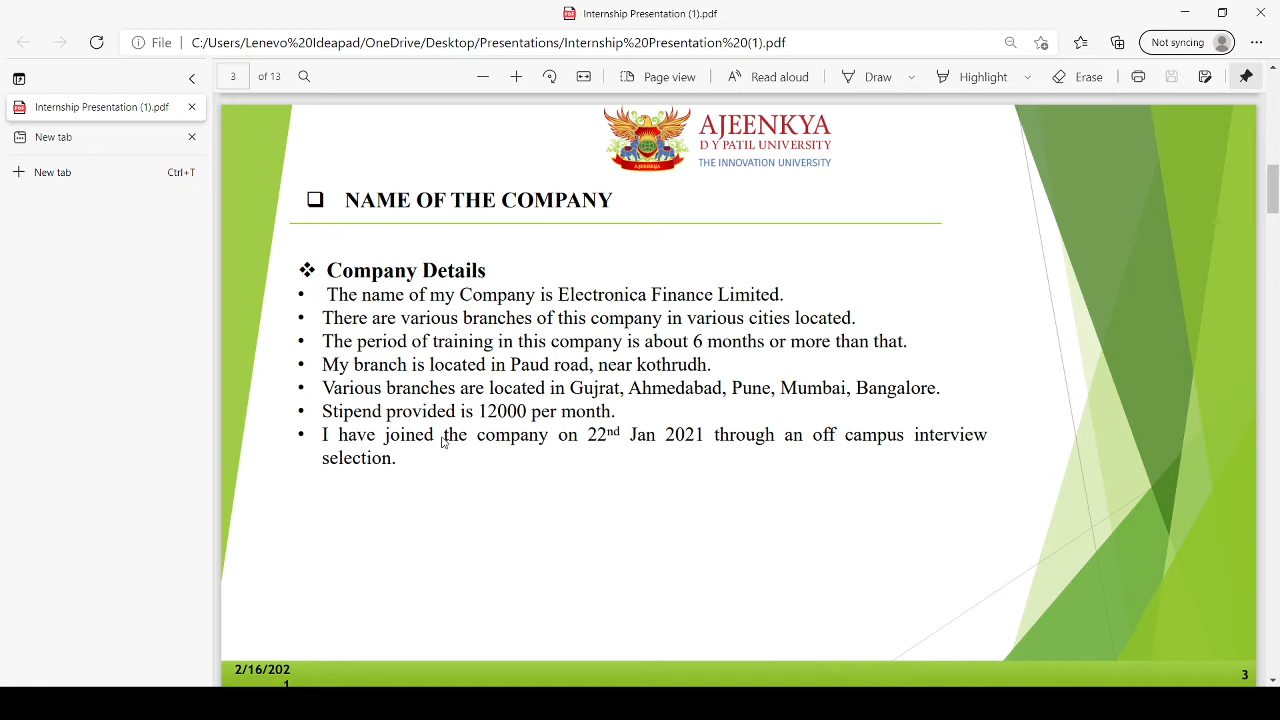 Internship Presentation (1).pdf
File C:/Users/Lenevo%20Ideapad/OneDrive/Desktop/Presentations/Internship%20Presentation%20(1).pdf Not syncing
3 of 13 Page view Read aloud Draw Highlight Erase
Internship Presentation (1).pdf
New tab
New tab Ctrl+T
AJEENKYA
D Y PATIL UNIVERSITY
THE INNOVATION UNIVERSITY
AJEENKYA
NAME OF THE COMPANY
Company Details
• The name of my Company is Electronica Finance Limited.
• There are various branches of this company in various cities located.
• The period of training in this company is about 6 months or more than that.
• My branch is located in Paud road, near kothrudh.
• Various branches are located in Gujrat, Ahmedabad, Pune, Mumbai, Bangalore.
• Stipend provided is 12000 per month.
• I have joined the company on 22nd Jan 2021 through an off campus interview
selection.
2/16/202
1
3